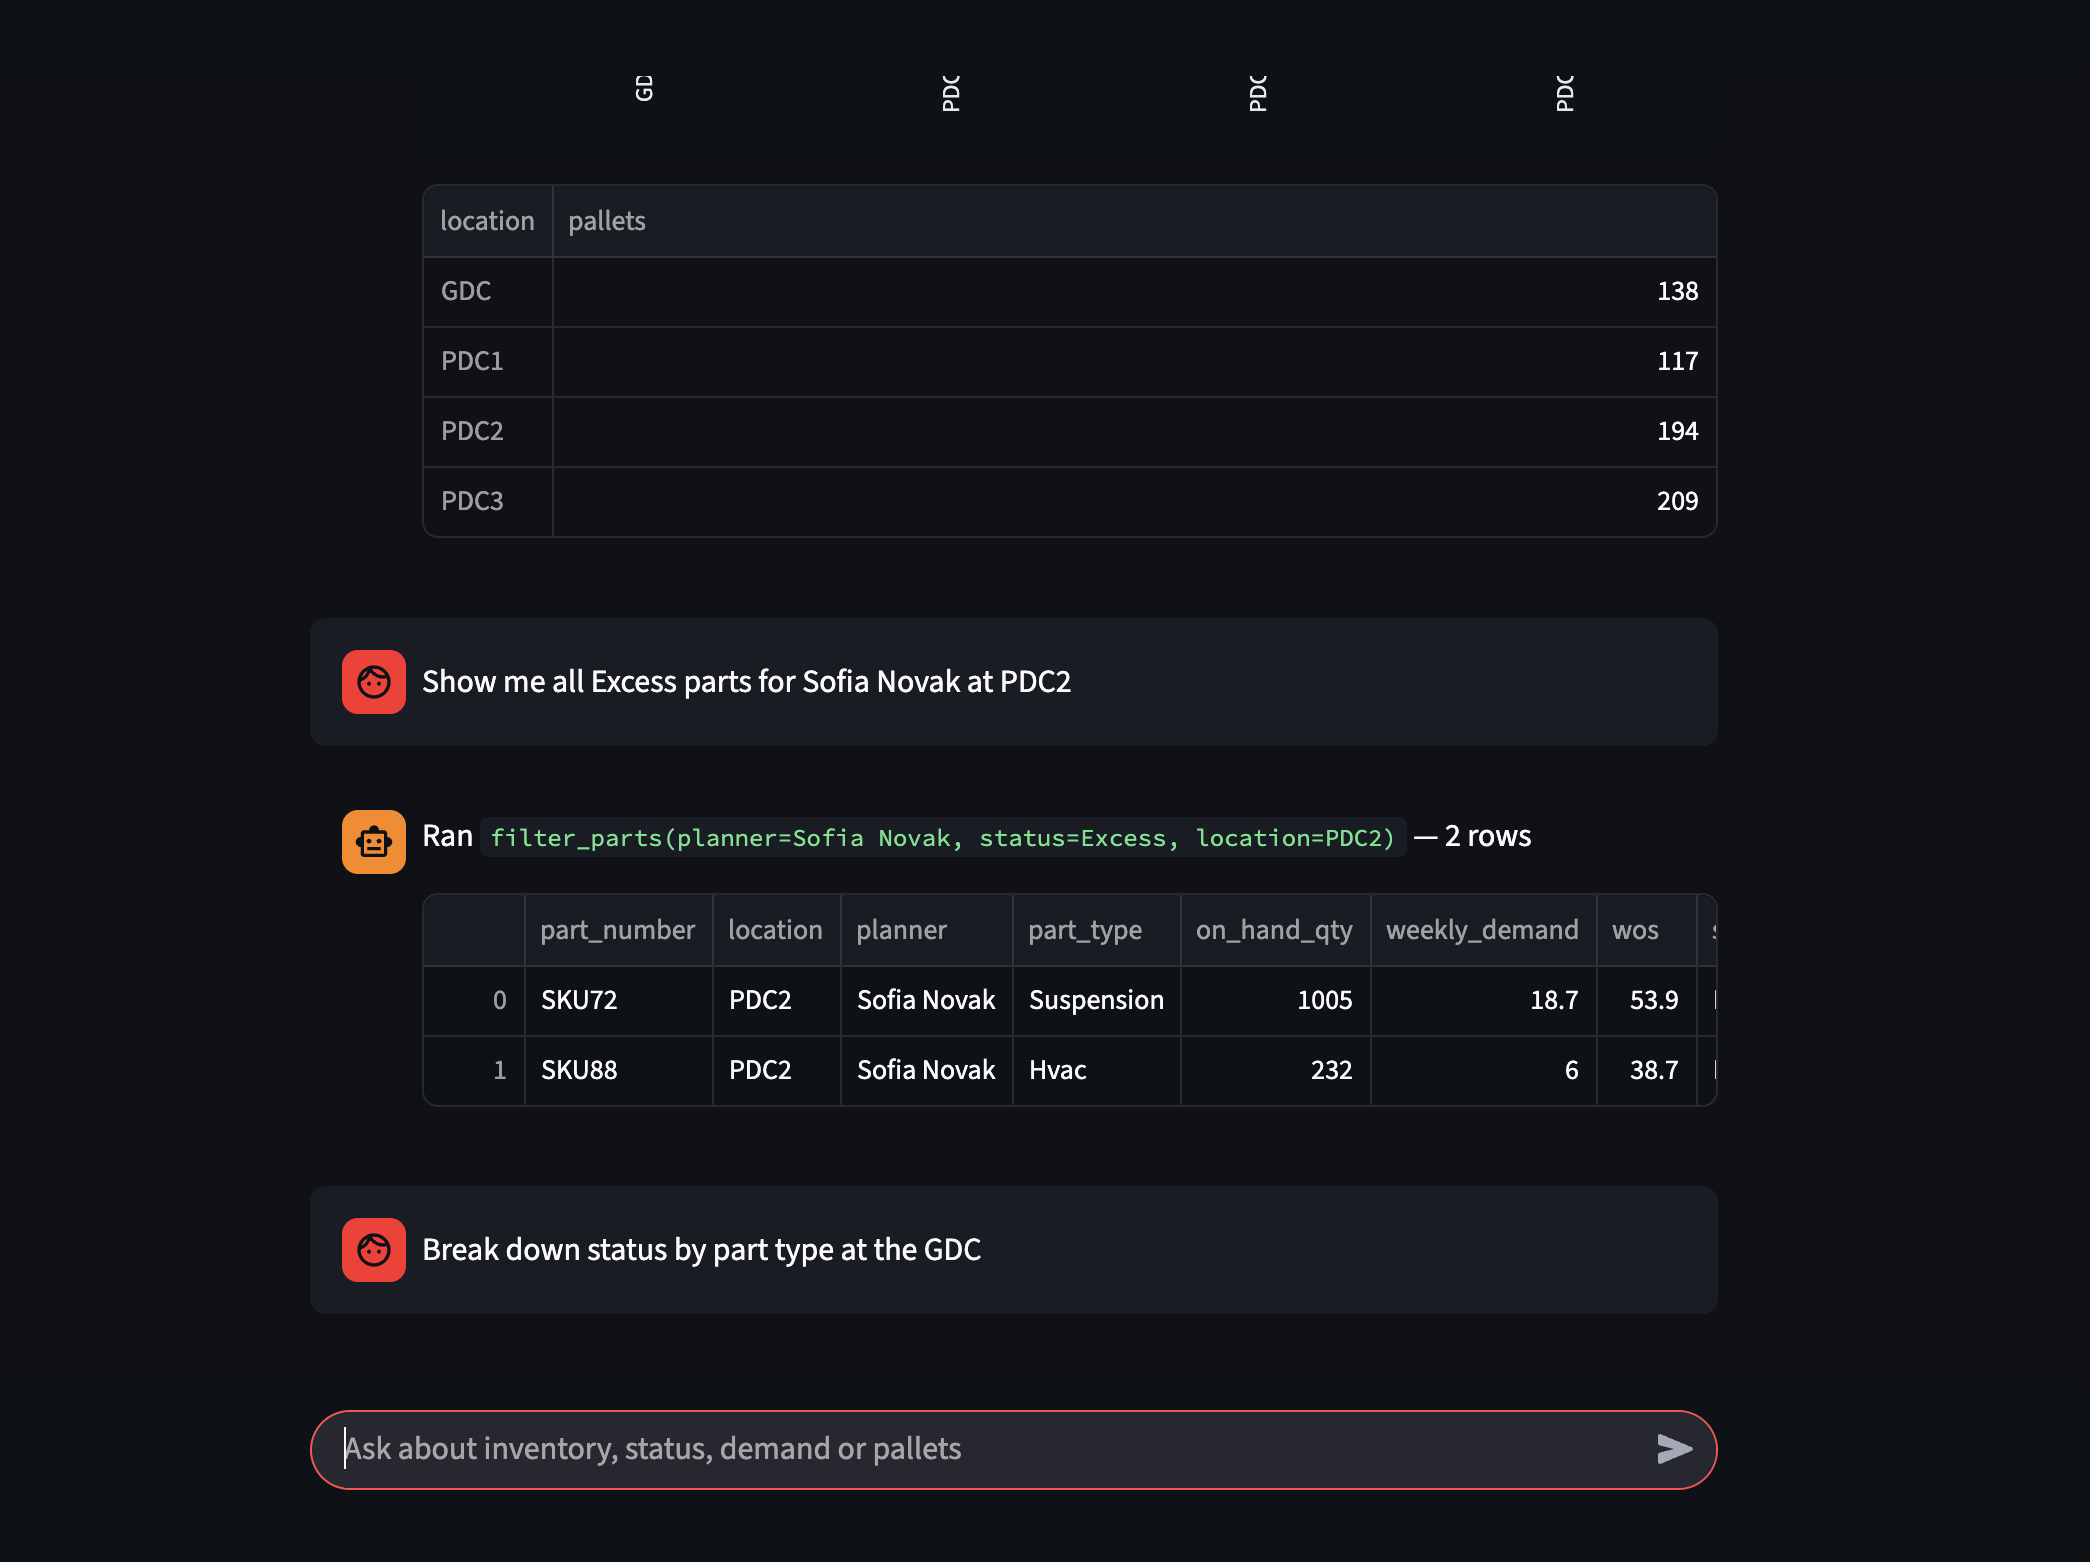 GD PDC PDC PDC
location pallets
GDC 138
PDC1 117
PDC2 194
PDC3 209
Show me all Excess parts for Sofia Novak at PDC2
Ran filter_parts(planner=Sofia Novak, status=Excess, location=PDC2) — 2 rows
part_number location planner part_type on_hand_qty weekly_demand wos
0 SKU72 PDC2 Sofia Novak Suspension 1005 18.7 53.9
1 SKU88 PDC2 Sofia Novak Hvac 232 6 38.7
Break down status by part type at the GDC
Ask about inventory, status, demand or pallets